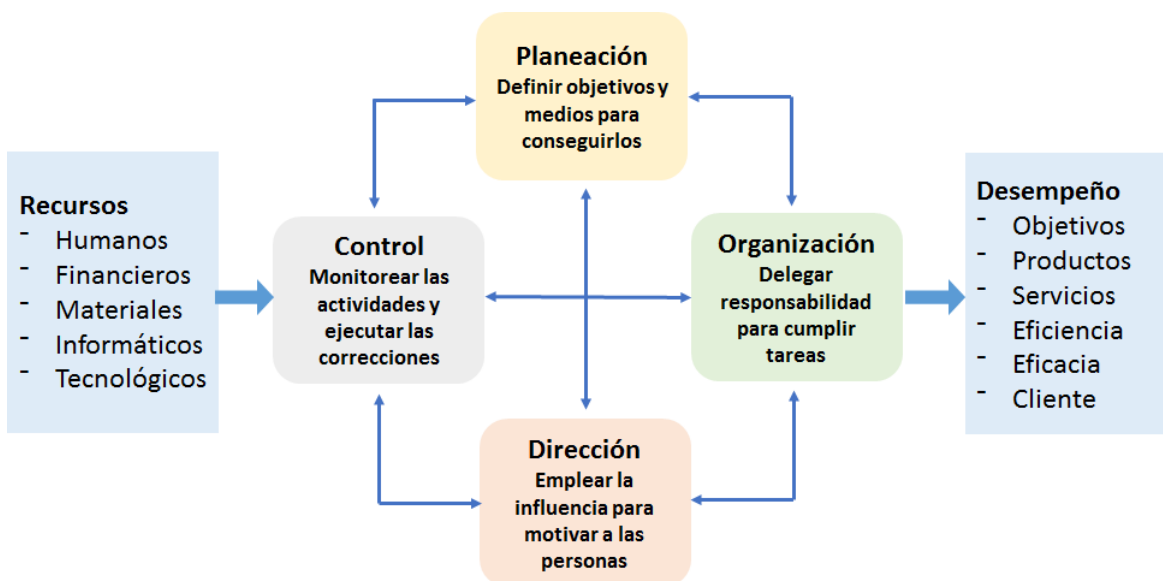 Planeación
Definir objetivos y
medios para
conseguirlos
Recursos
- Humanos
- Financieros
- Materiales
- Informáticos
- Tecnológicos
Control
Monitorear las
actividades y
ejecutar las
correcciones
Organización
Delegar
responsabilidad
para cumplir
tareas
Desempeño
- Objetivos
- Productos
- Servicios
- Eficiencia
- Eficacia
- Cliente
Dirección
Emplear la
influencia para
motivar a las
personas